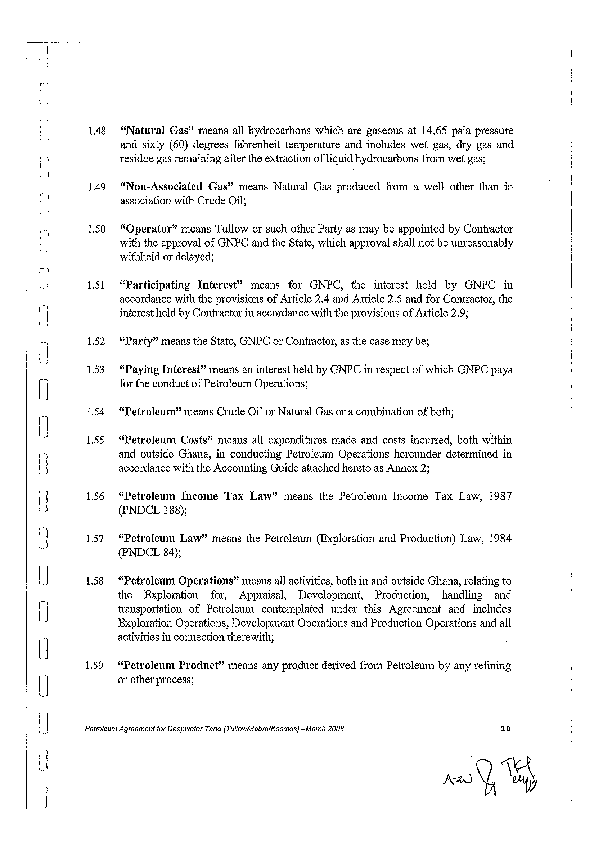 1.48 "Natural Gas" means all hydrocarbons which are gaseous at 14.65 psia pressure
and sixty (60) degrees fahrenheit temperature and includes wet gas, dry gas and
residue gas remaining after the extraction of liquid hydrocarbons from wet gas;
1.49 "Non-Associated Gas" means Natural Gas produced from a well other than in
association with Crude Oil;
1.50 "Operator" means Tullow or such other Party as may be appointed by Contractor
with the approval of GNPC and the State, which approval shall not be unreasonably
withheld or delayed;
1.51 "Participating Interest" means for GNPC, the interest held by GNPC in
accordance with the provisions of Article 2.4 and Article 2.5 and for Contractor, the
interest held by Contractor in accordance with the provisions of Article 2.9;
1.52 "Party" means the State, GNPC or Contractor, as the case may be;
1.53 "Paying Interest" means an interest held by GNPC in respect of which GNPC pays
for the conduct of Petroleum Operations;
1.54 "Petroleum" means Crude Oil or Natural Gas or a combination of both;
1.55 "Petroleum Costs" means all expenditures made and costs incurred, both within
and outside Ghana, in conducting Petroleum Operations hereunder determined in
accordance with the Accounting Guide attached hereto as Annex 2;
1.56 "Petroleum Income Tax Law" means the Petroleum Income Tax Law, 1987
(PNDCL 188);
1.57 "Petroleum Law" means the Petroleum (Exploration and Production) Law, 1984
(PNDCL 84);
1.58 "Petroleum Operations" means all activities, both in and outside Ghana, relating to
the Exploration for, Appraisal, Development, Production, handling and
transportation of Petroleum contemplated under this Agreement and includes
Exploration Operations, Development Operations and Production Operations and all
activities in connection therewith;
1.59 "Petroleum Product" means any product derived from Petroleum by any refining
or other process;
Petroleum Agreement for Deepwater Tano (Tullow/Sabre/Kosmos) – March 2006 10